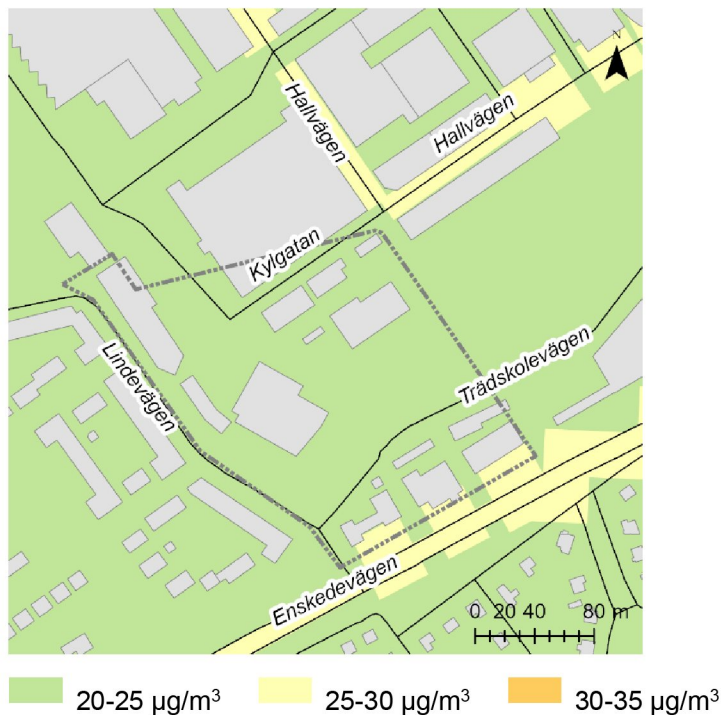 N
Hallvägen
Hallvägen
Kylgatan
Lindevägen
Trädskolevägen
Enskedevägen
0 20 40 80 m
20-25 µg/m³ 25-30 µg/m³ 30-35 µg/m³